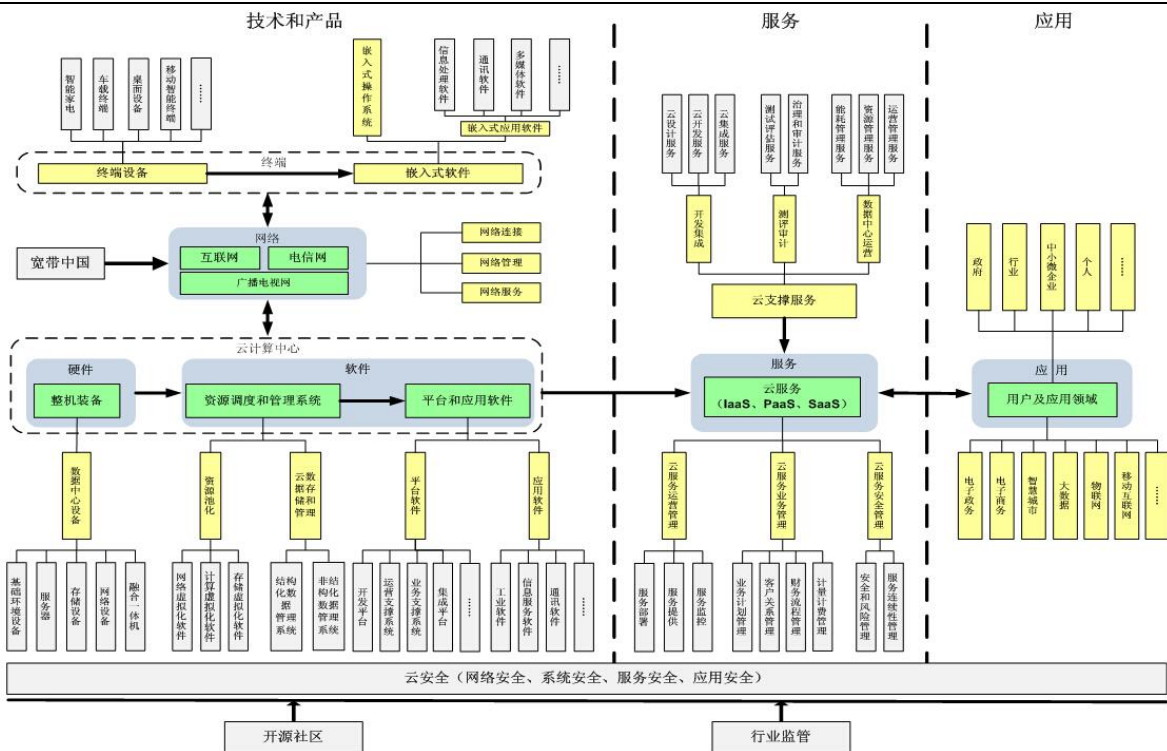 技术和产品
服务
应用
智能家电
车载终端
桌面设备
移动智能终端
……
嵌入式操作系统
信息处理软件
通讯软件
多媒体软件
……
嵌入式应用软件
终端
终端设备
嵌入式软件
宽带中国
网络
互联网
电信网
广播电视网
网络连接
网络管理
网络服务
云计算中心
硬件
整机装备
软件
资源调度和管理系统
平台和应用软件
数据中心设备
资源池化
云数据存储和管理
平台软件
应用软件
基础环境设备
服务器
存储设备
网络设备
融合一体机
网络虚拟化软件
计算虚拟化软件
存储虚拟化软件
结构化数据管理系统
非结构化数据管理系统
开发平台
运营支撑系统
业务支撑系统
集成平台
……
工业软件
信息服务软件
通讯软件
……
云设计服务
云开发服务
云集成服务
测试评估服务
治理和审计服务
能耗管理服务
资源管理服务
运营管理服务
开发集成
测评审计
数据中心运营
云支撑服务
服务
云服务
（IaaS、PaaS、SaaS）
云服务运营管理
云服务业务管理
云服务安全管理
服务部署
服务提供
服务监控
业务计划管理
客户关系管理
财务流程管理
计量计费管理
安全和风险管理
服务连续性管理
政府
行业
中小微企业
个人
……
应 用
用户及应用领域
电子政务
电子商务
智慧城市
大数据
物联网
移动互联网
……
云安全（网络安全、系统安全、服务安全、应用安全）
开源社区
行业监管